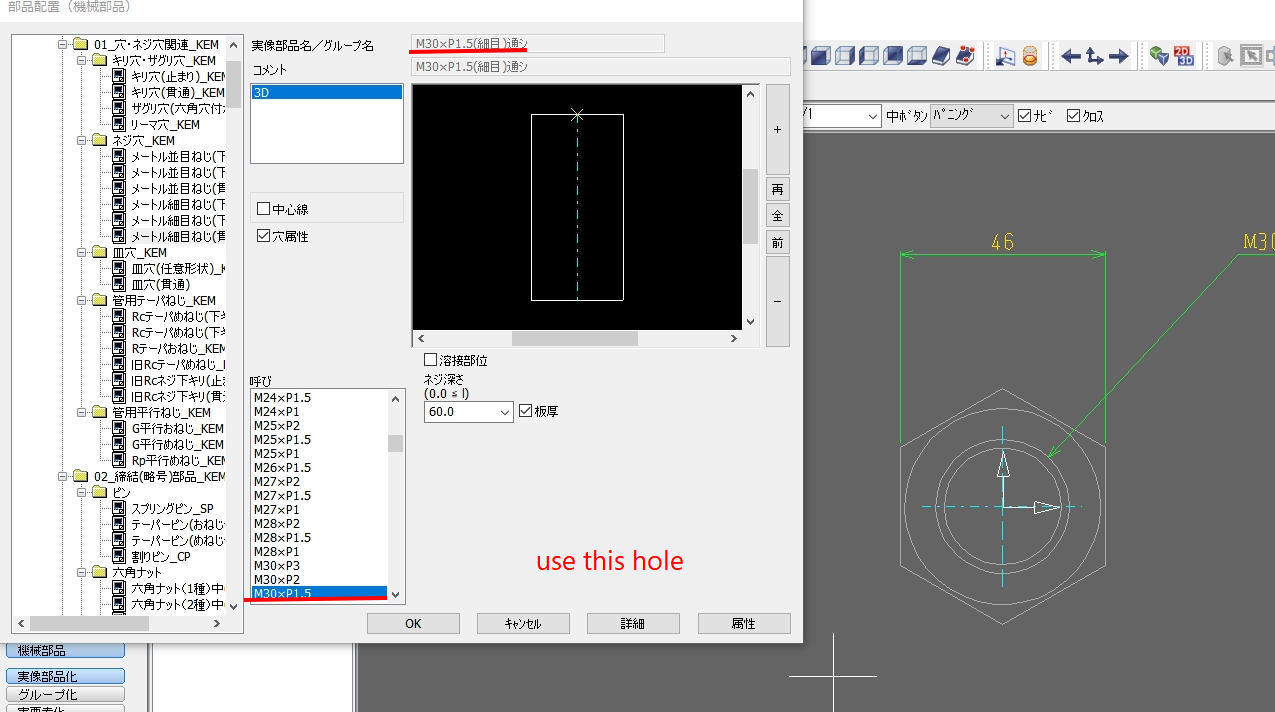 部品配置（機械部品）
01_穴･ネジ穴関連_KEM
キリ穴･ザグリ穴_KEM
キリ穴(止まり)_KEM
キリ穴(貫通)_KEM
ザグリ穴(六角穴付
リーマ穴_KEM
ネジ穴_KEM
メートル並目ねじ(下
メートル並目ねじ(下
メートル並目ねじ(貫
メートル細目ねじ(下
メートル細目ねじ(下
メートル細目ねじ(貫
皿穴_KEM
皿穴(任意形状)_K
皿穴(貫通)
管用テーパねじ_KEM
Rcテーパめねじ(下
Rcテーパめねじ(下
Rテーパおねじ_KEM
旧Rcテーパめねじ_
旧Rcネジ下キリ(止
旧Rcネジ下キリ(貫
管用平行ねじ_KEM
G平行おねじ_KEM
G平行めねじ_KEM
Rp平行めねじ_KE
02_締結(略号)部品_KEM
ピン
スプリングピン_SP
テーパーピン(おねじ
テーパーピン(めねじ
割りピン_CP
六角ナット
六角ナット(1種)中
六角ナット(2種)中
実像部品名／グループ名
M30×P1.5(細目)通シ
コメント
M30×P1.5(細目)通シ
3D
中心線
穴属性
+
再
全
前
−
溶接部位
ネジ深さ
(0.0 ≦ l)
60.0
板厚
呼び
M24×P1.5
M24×P1
M25×P2
M25×P1.5
M25×P1
M26×P1.5
M27×P2
M27×P1.5
M27×P1
M28×P2
M28×P1.5
M28×P1
M30×P3
M30×P2
M30×P1.5
use this hole
OK
ｷｬﾝｾﾙ
詳細
属性
機械部品
実像部品化
グループ化
2D
3D
/1
中ﾎﾞﾀﾝ
ﾊﾟﾆﾝｸﾞ
ﾅﾋﾞ
ｸﾛｽ
46
M30